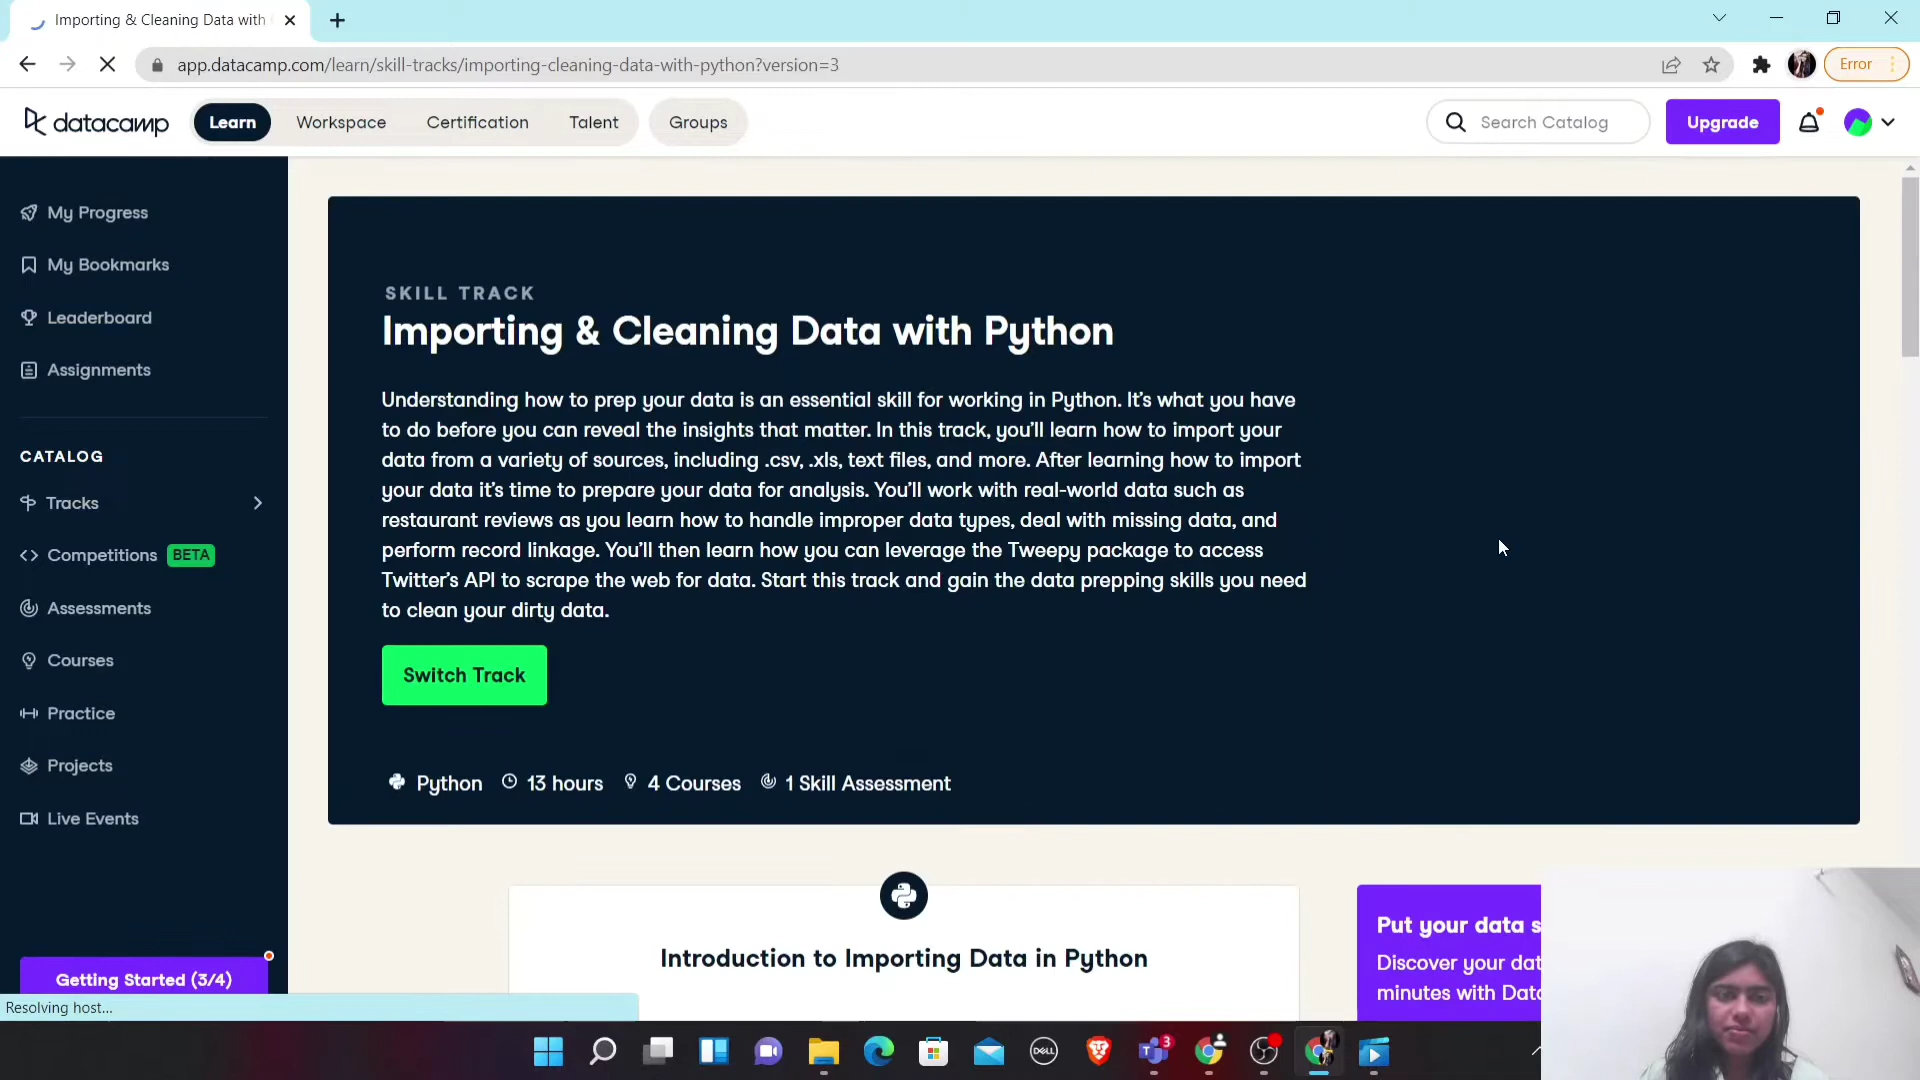 Importing & Cleaning Data with
app.datacamp.com/learn/skill-tracks/importing-cleaning-data-with-python?version=3
Error
datacamp
Learn
Workspace
Certification
Talent
Groups
Search Catalog
Upgrade
My Progress
My Bookmarks
Leaderboard
Assignments
CATALOG
Tracks
Competitions BETA
Assessments
Courses
Practice
Projects
Live Events
Getting Started (3/4)
Resolving host...
SKILL TRACK
Importing & Cleaning Data with Python
Understanding how to prep your data is an essential skill for working in Python. It's what you have
to do before you can reveal the insights that matter. In this track, you'll learn how to import your
data from a variety of sources, including .csv, .xls, text files, and more. After learning how to import
your data it's time to prepare your data for analysis. You'll work with real-world data such as
restaurant reviews as you learn how to handle improper data types, deal with missing data, and
perform record linkage. You'll then learn how you can leverage the Tweepy package to access
Twitter's API to scrape the web for data. Start this track and gain the data prepping skills you need
to clean your dirty data.
Switch Track
Python 13 hours 4 Courses 1 Skill Assessment
Introduction to Importing Data in Python
Put your data s
Discover your dat
minutes with Data
DELL
3